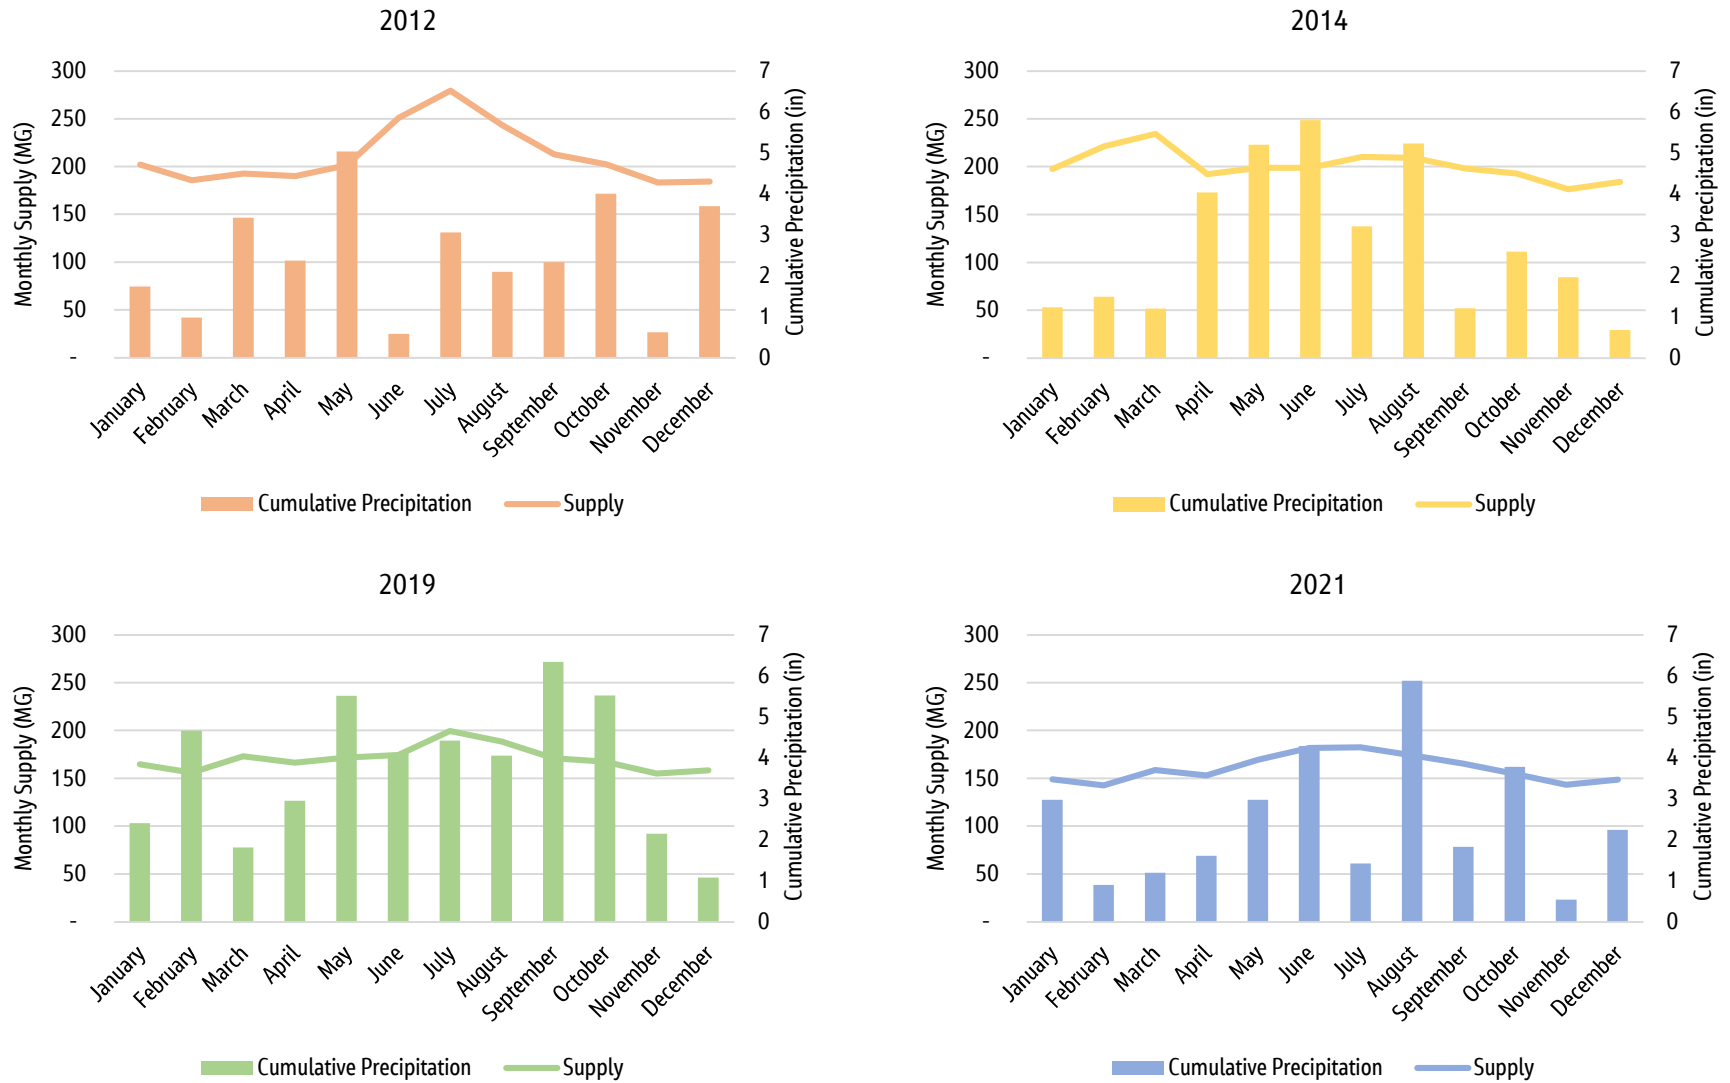 2012
300
250
200
150
100
50
-
7
6
5
4
3
2
1
0
Monthly Supply (MG)
Cumulative Precipitation (in)
January
February
March
April
May
June
July
August
September
October
November
December
Cumulative Precipitation
Supply
2014
300
250
200
150
100
50
-
7
6
5
4
3
2
1
0
Monthly Supply (MG)
Cumulative Precipitation (in)
January
February
March
April
May
June
July
August
September
October
November
December
Cumulative Precipitation
Supply
2019
300
250
200
150
100
50
-
7
6
5
4
3
2
1
0
Monthly Supply (MG)
Cumulative Precipitation (in)
January
February
March
April
May
June
July
August
September
October
November
December
Cumulative Precipitation
Supply
2021
300
250
200
150
100
50
-
7
6
5
4
3
2
1
0
Monthly Supply (MG)
Cumulative Precipitation (in)
January
February
March
April
May
June
July
August
September
October
November
December
Cumulative Precipitation
Supply